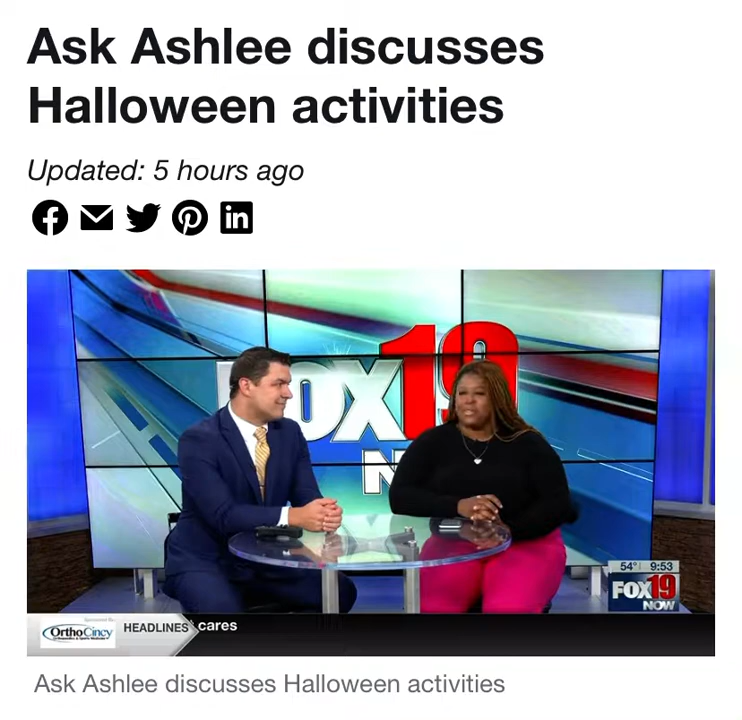 Ask Ashlee discusses
Halloween activities
Updated: 5 hours ago
FOX19
N
54° 9:53
FOX19
NOW
OrthoCincy
HEADLINES cares
Ask Ashlee discusses Halloween activities